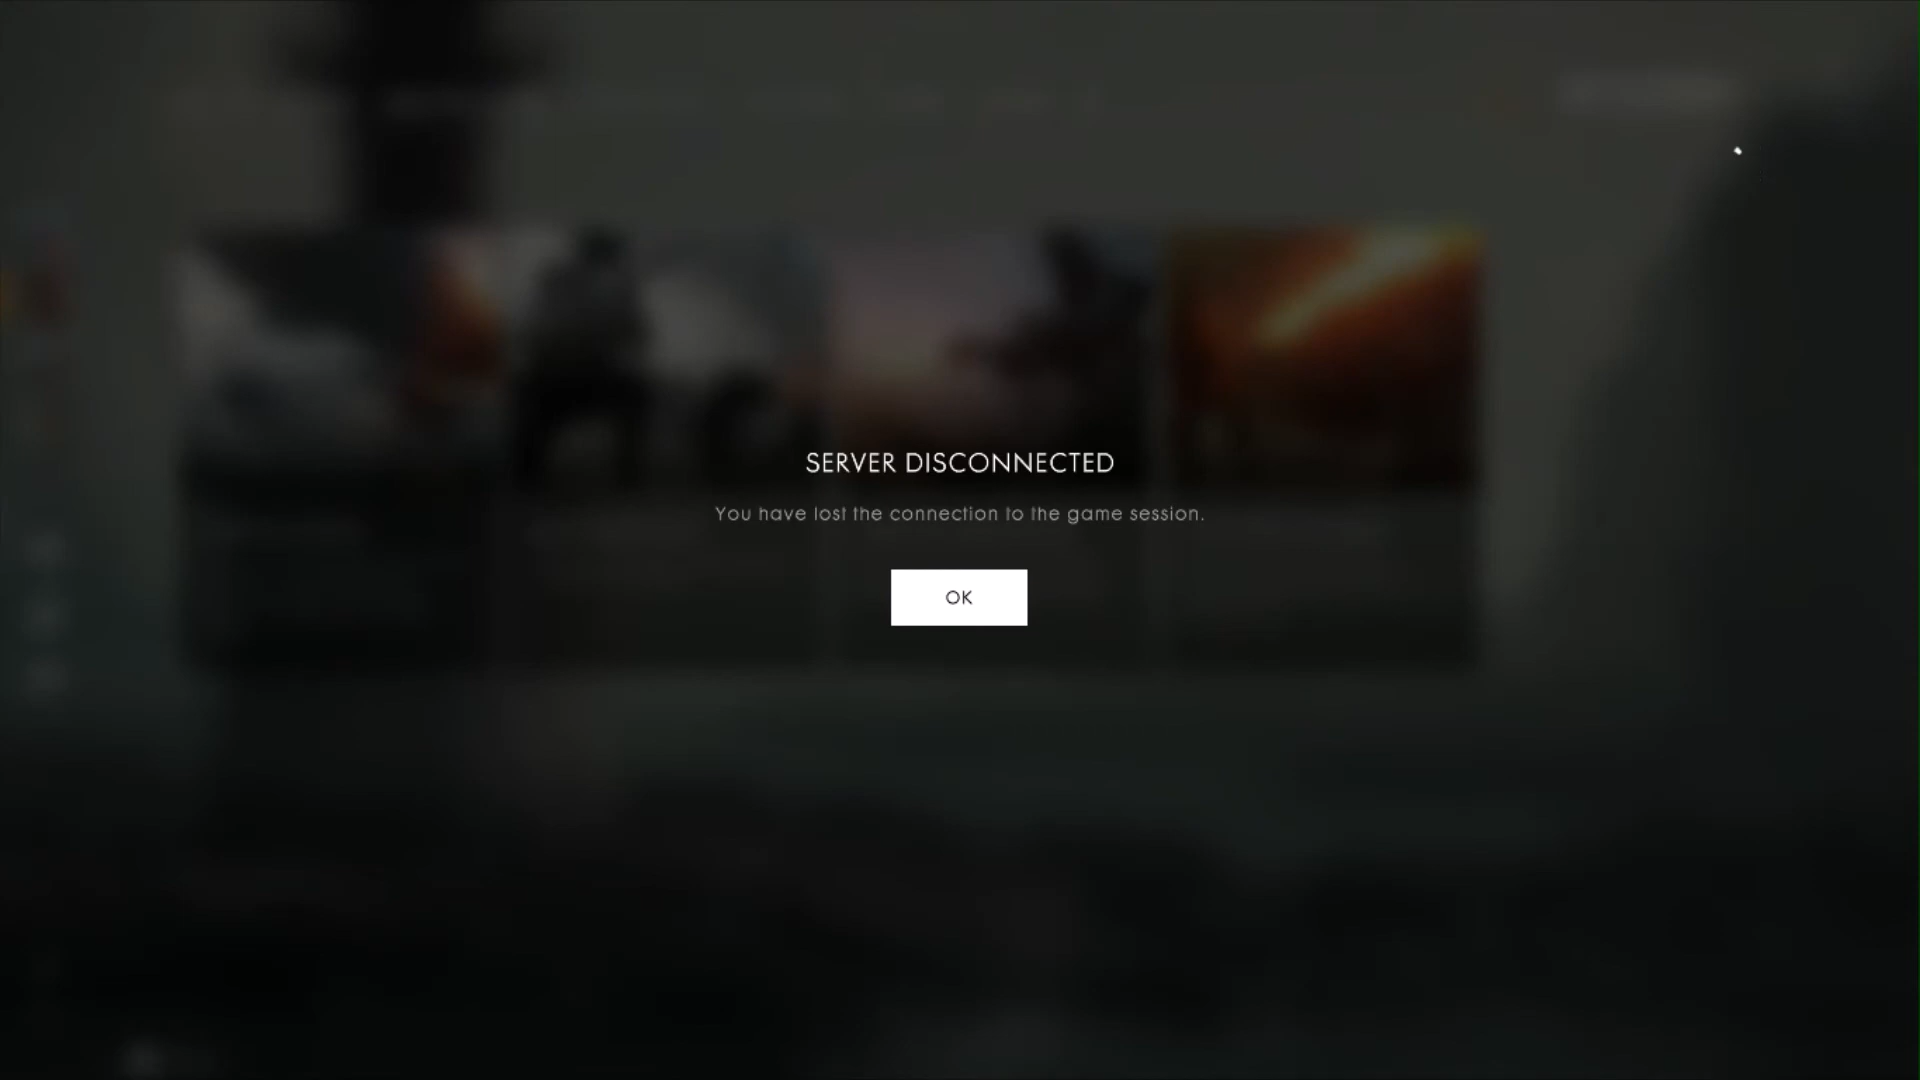 SERVER DISCONNECTED
You have lost the connection to the game session.
OK